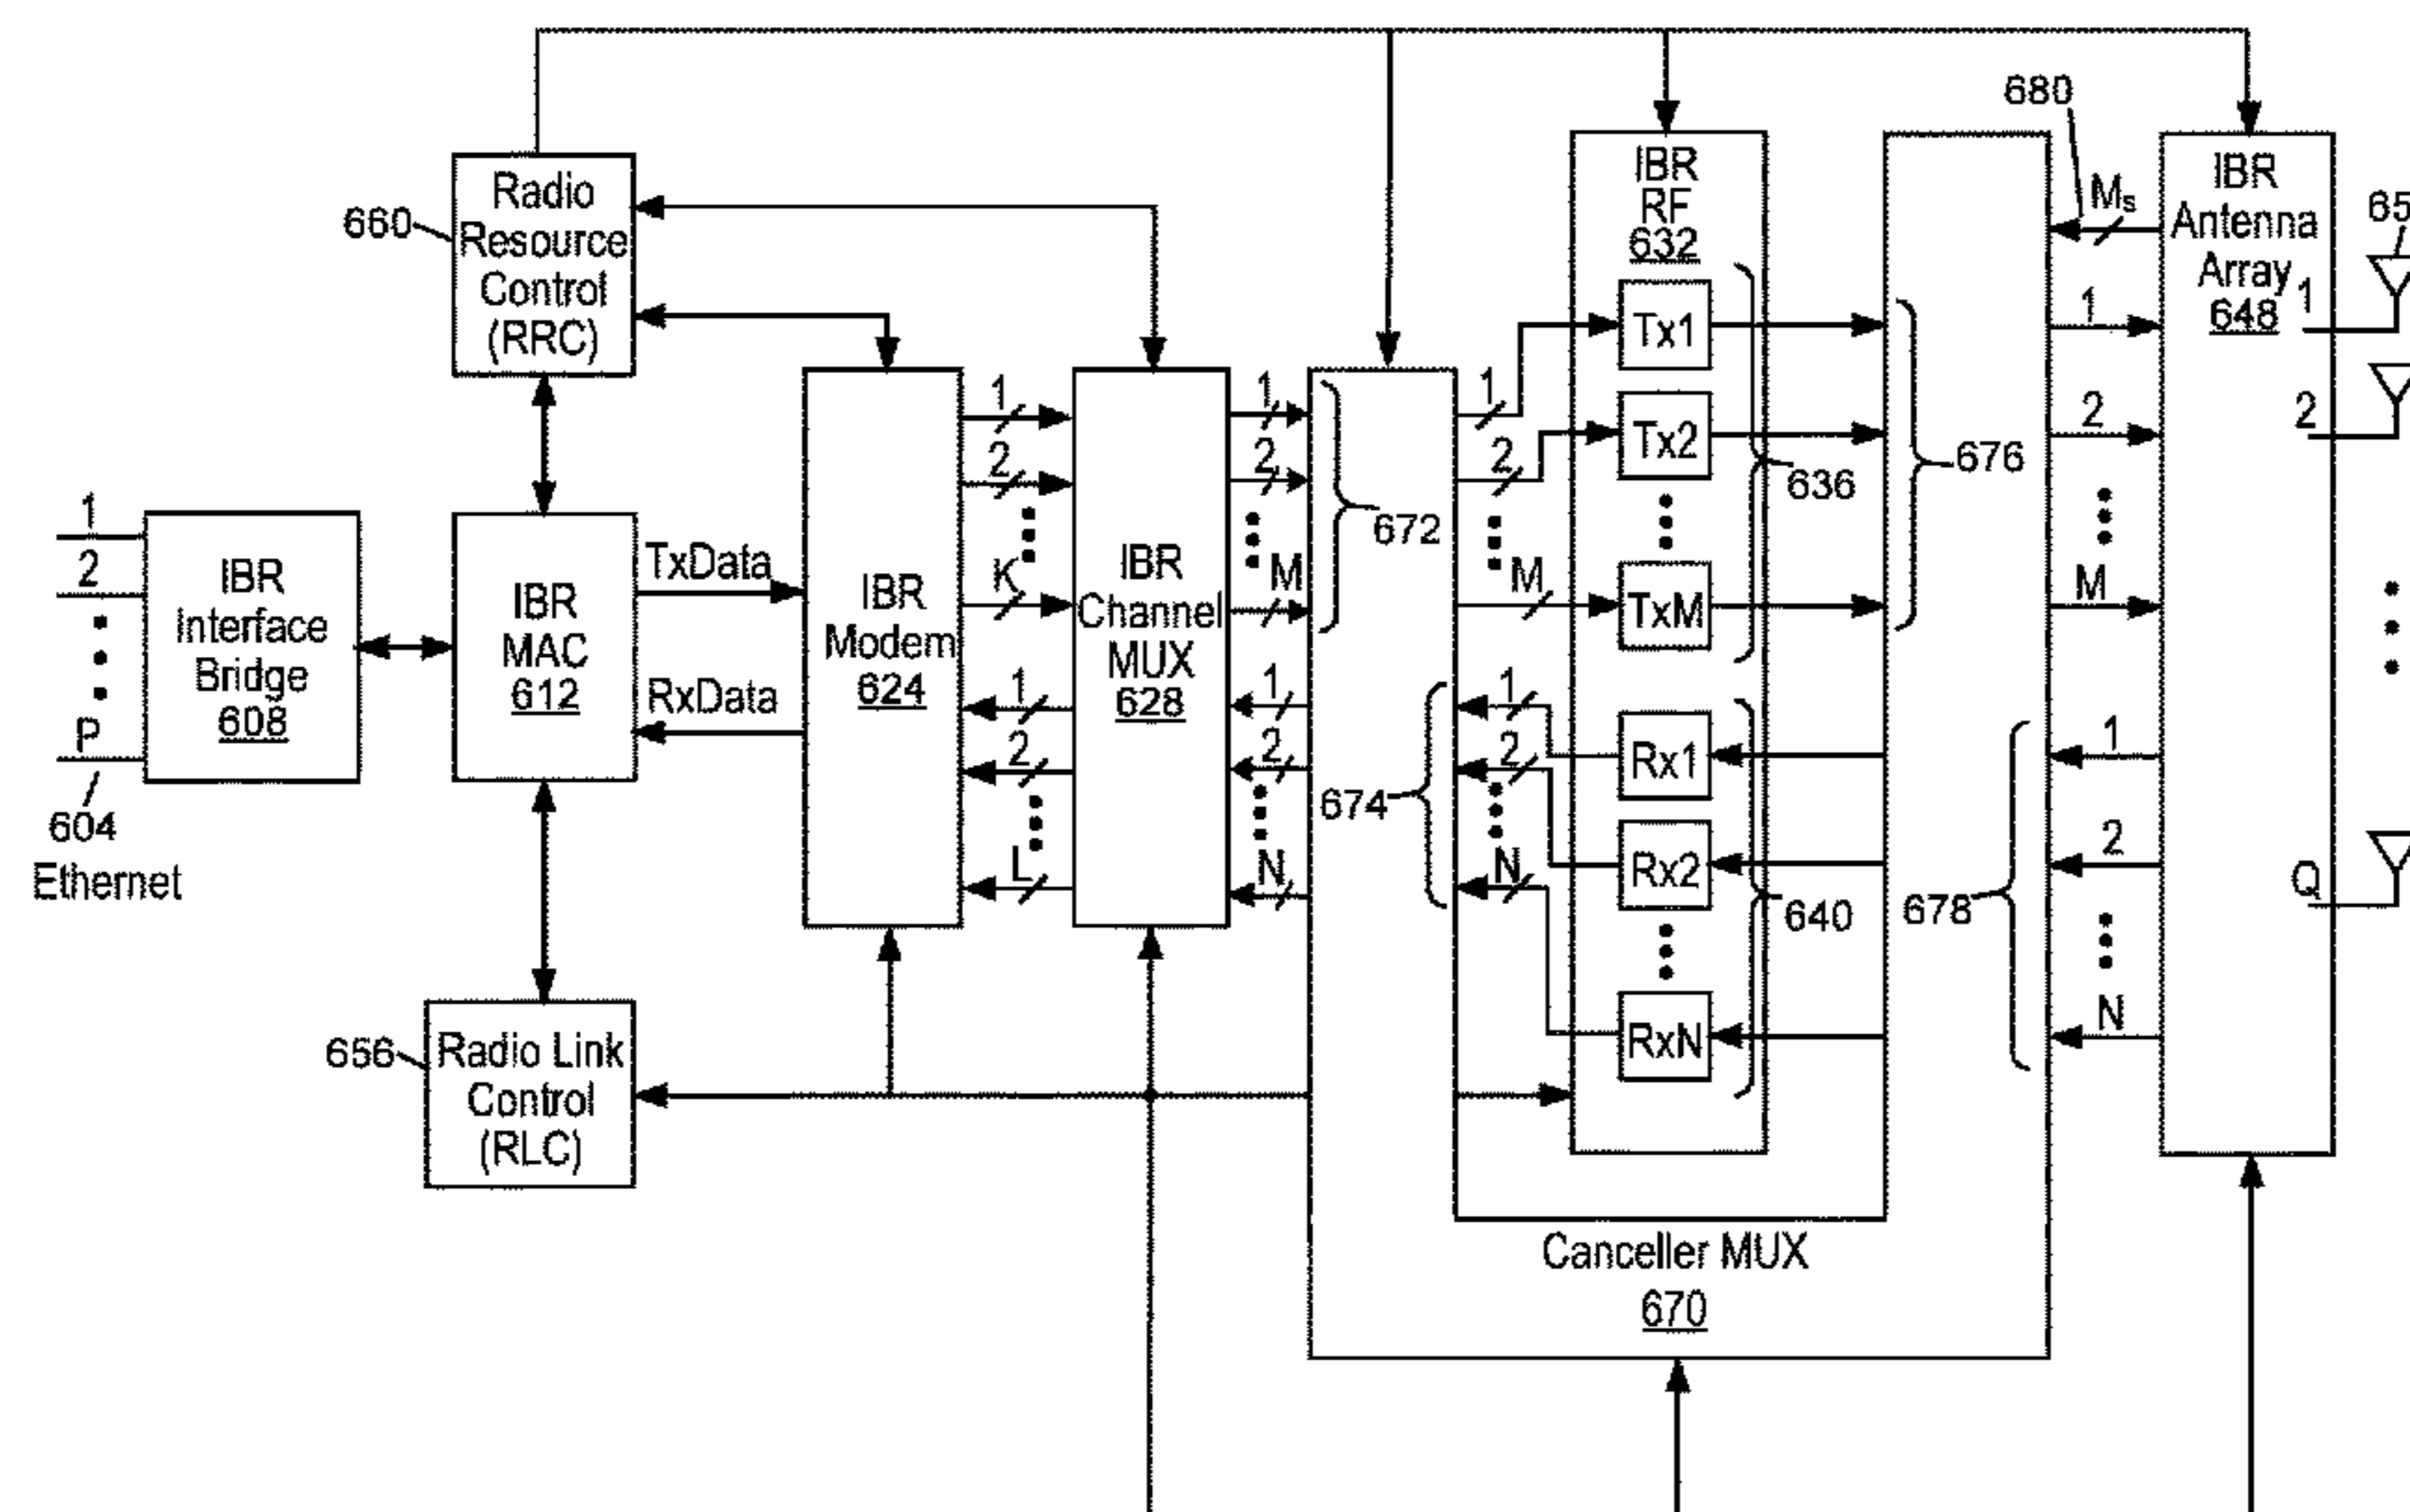 680
Radio
Resource
Control
(RRC)
660
IBR
RF
632
Ms
IBR
Antenna
Array
648
65
1
2
Q
Tx1
Tx2
TxM
636
676
1
2
M
672
1
2
M
1
2
M
1
2
K
1
2
P
604
Ethernet
IBR
Interface
Bridge
608
IBR
MAC
612
TxData
RxData
IBR
Modem
624
IBR
Channel
MUX
628
1
2
L
1
2
N
674
1
2
N
Rx1
Rx2
RxN
640
678
1
2
N
656
Radio Link
Control
(RLC)
Canceller MUX
670